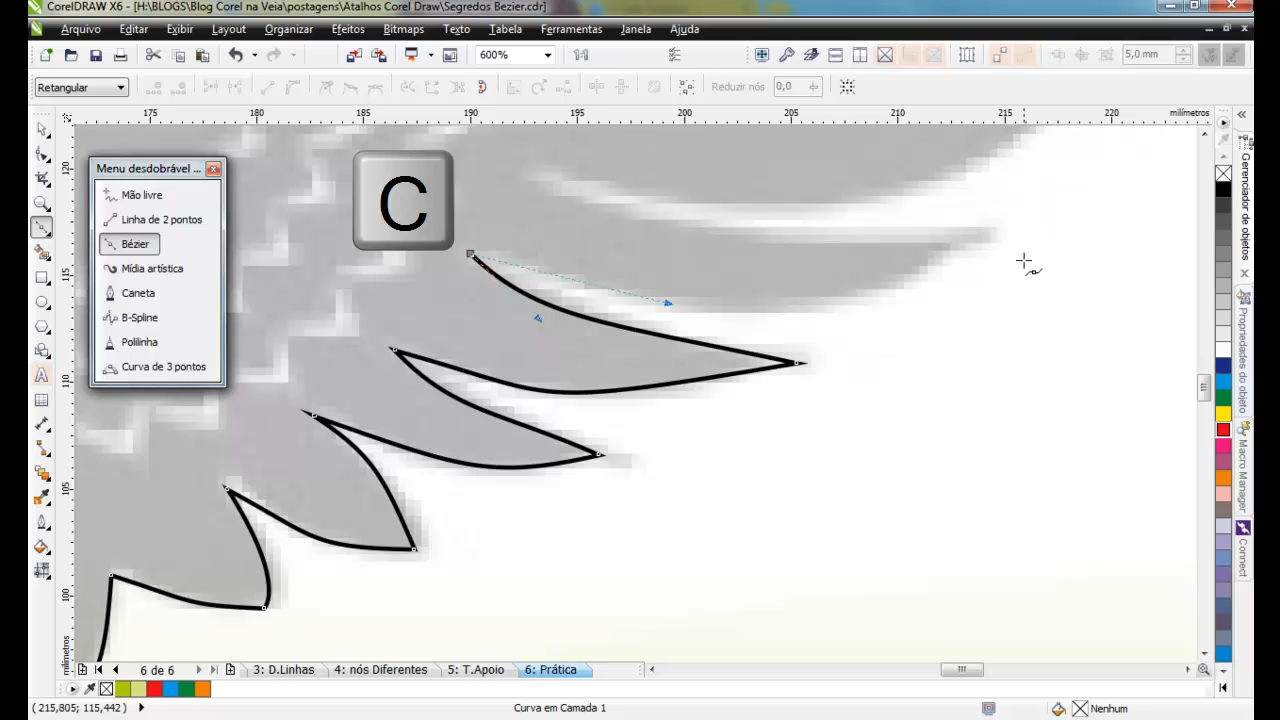 CorelDRAW X6 - [H:\BLOGS\Blog Corel na Veia\postagens\Atalhos Corel Draw\Segredos Bezier.cdr]
Arquivo Editar Exibir Layout Organizar Efeitos Bitmaps Texto Tabela Ferramentas Janela Ajuda
600% 5,0 mm
Retangular Reduzir nós 0,0
175 180 185 190 195 200 205 210 215 220 milímetros
120
115
110
105
100
milímetros
Menu desdobrável ...
Mão livre
Linha de 2 pontos
Bézier
Mídia artística
Caneta
B-Spline
Polilinha
Curva de 3 pontos
C
Gerenciador de objetos
Propriedades do objeto
Macro Manager
Connect
6 de 6 3: D.Linhas 4: nós Diferentes 5: T.Apoio 6: Prática
( 215,805; 115,442 ) Curva em Camada 1 Nenhum